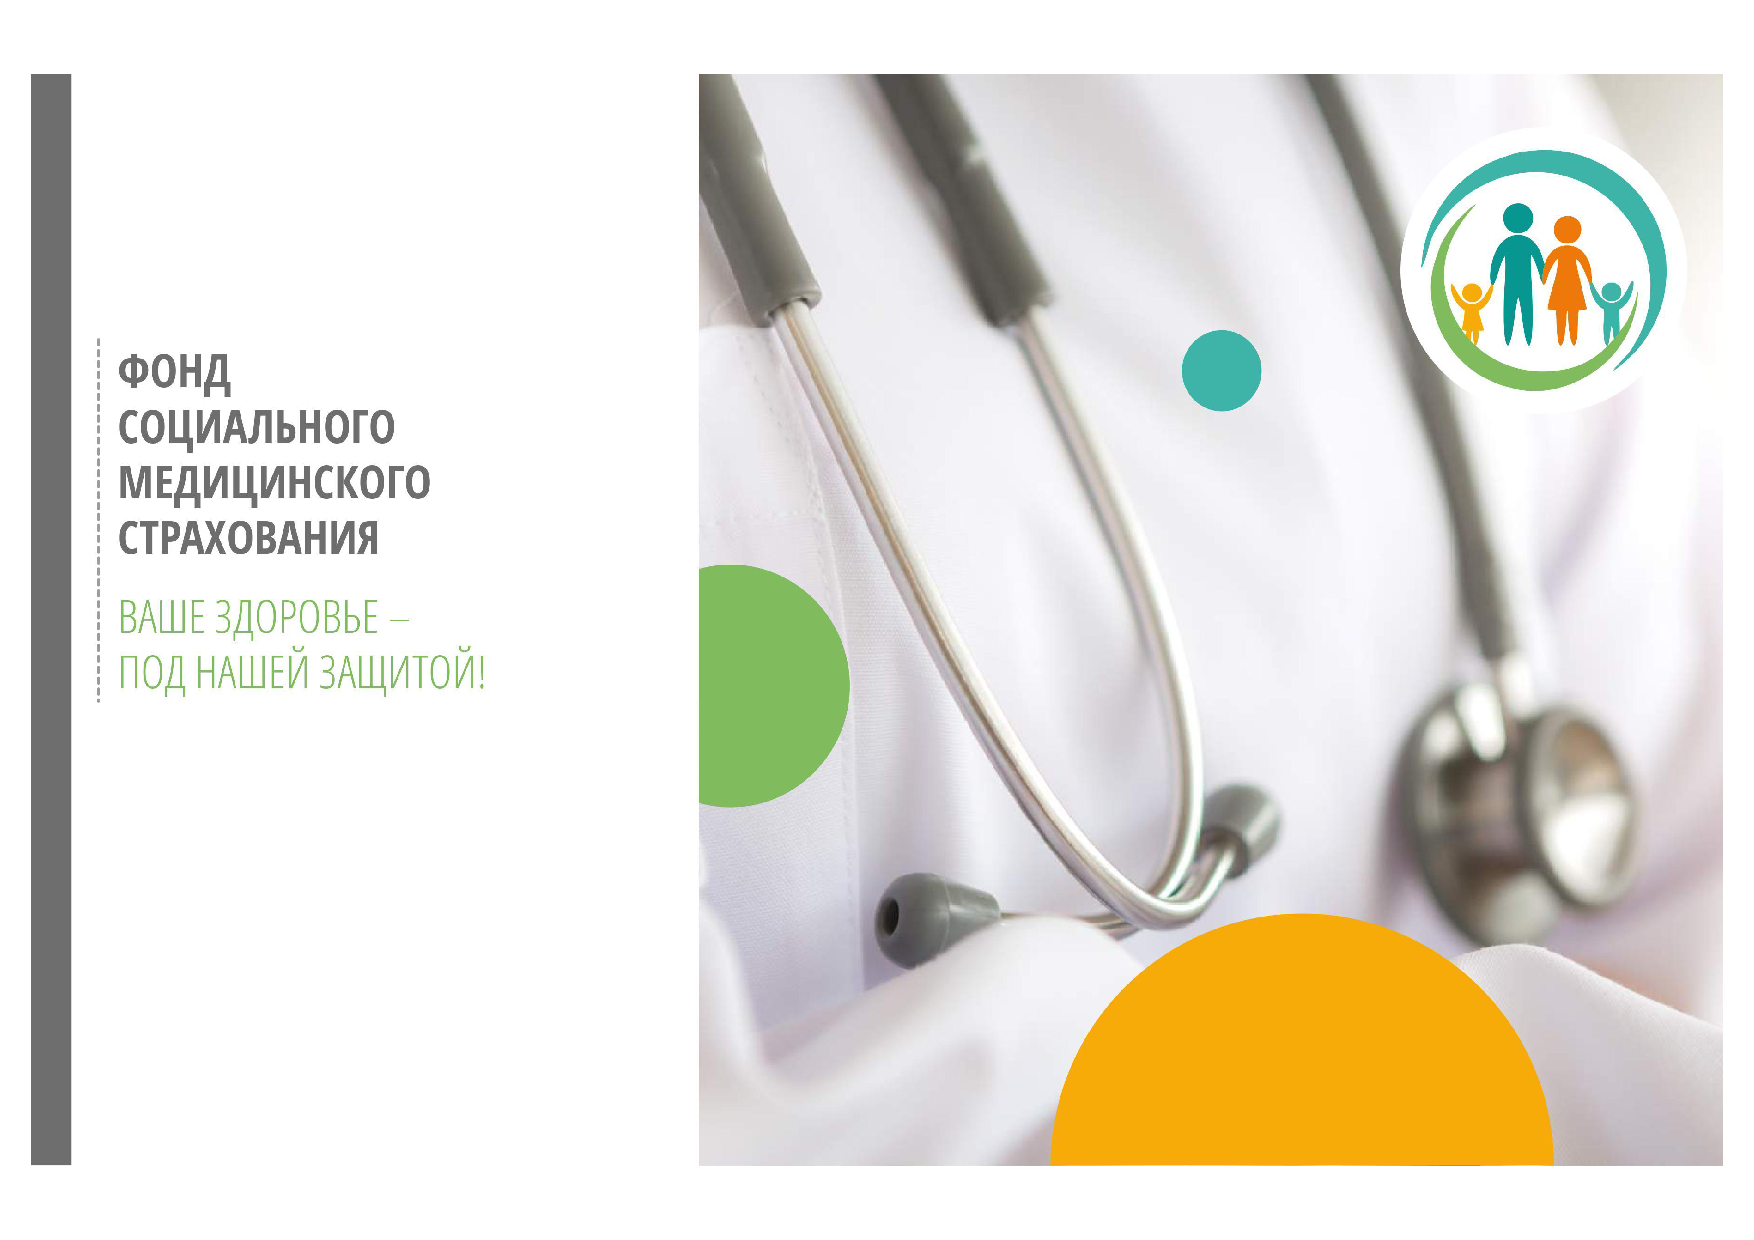 ФОНД
СОЦИАЛЬНОГО
МЕДИЦИНСКОГО
СТРАХОВАНИЯ
ВАШЕ ЗДОРОВЬЕ –
ПОД НАШЕЙ ЗАЩИТОЙ!